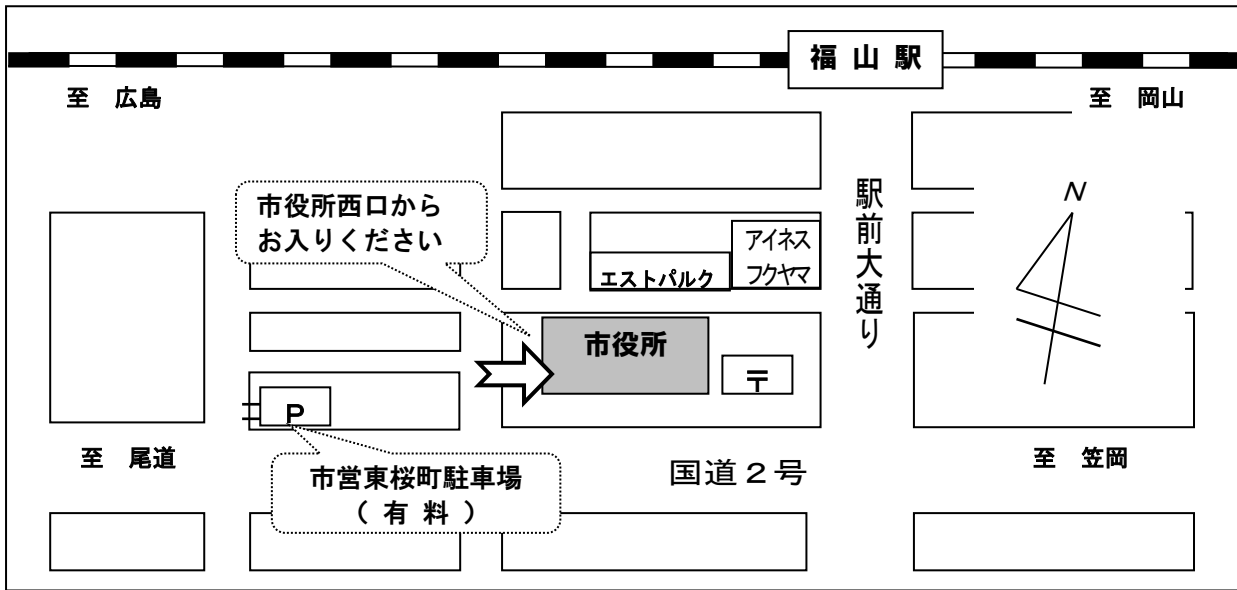 福山駅
至 広島
至 岡山
市役所西口から
お入りください
駅前大通り
N
アイネス
フクヤマ
エストパルク
市役所
〒
P
至 尾道
至 笠岡
市営東桜町駐車場
(有料)
国道2号